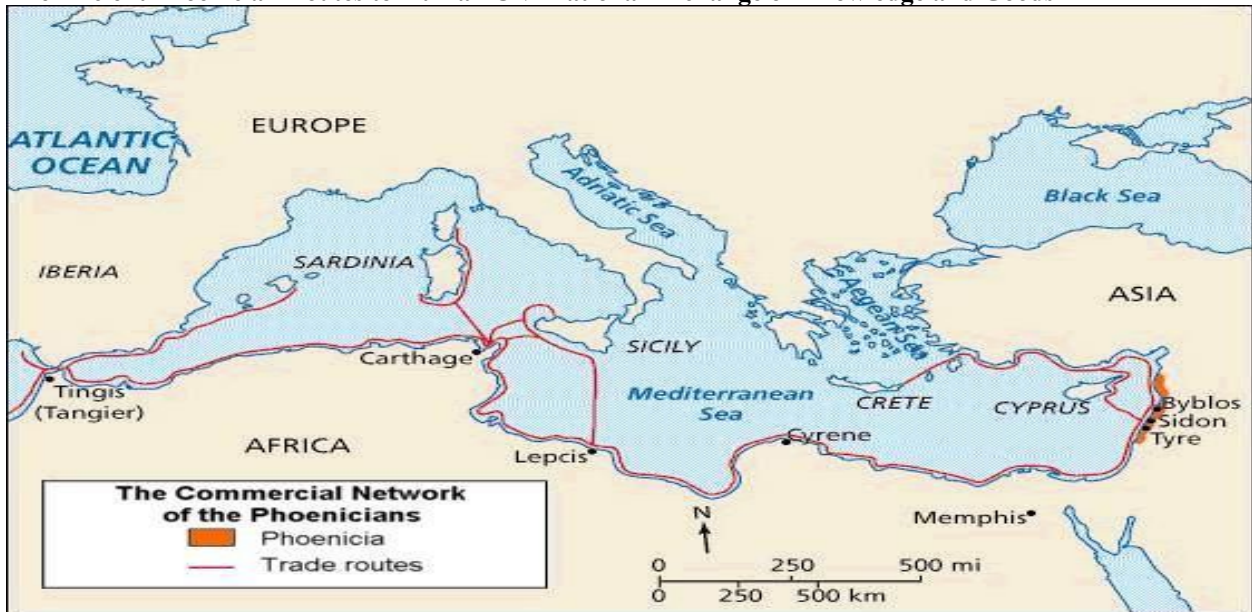 EUROPE
ATLANTIC
OCEAN
Adriatic Sea
Black Sea
IBERIA
SARDINIA
ASIA
Aegean Sea
Carthage
SICILY
Tingis
(Tangier)
Mediterranean
Sea
CRETE
CYPRUS
Byblos
Sidon
Tyre
AFRICA
Lepcis
Cyrene
Memphis
The Commercial Network
of the Phoenicians
Phoenicia
Trade routes
N
0 250 500 mi
0 250 500 km